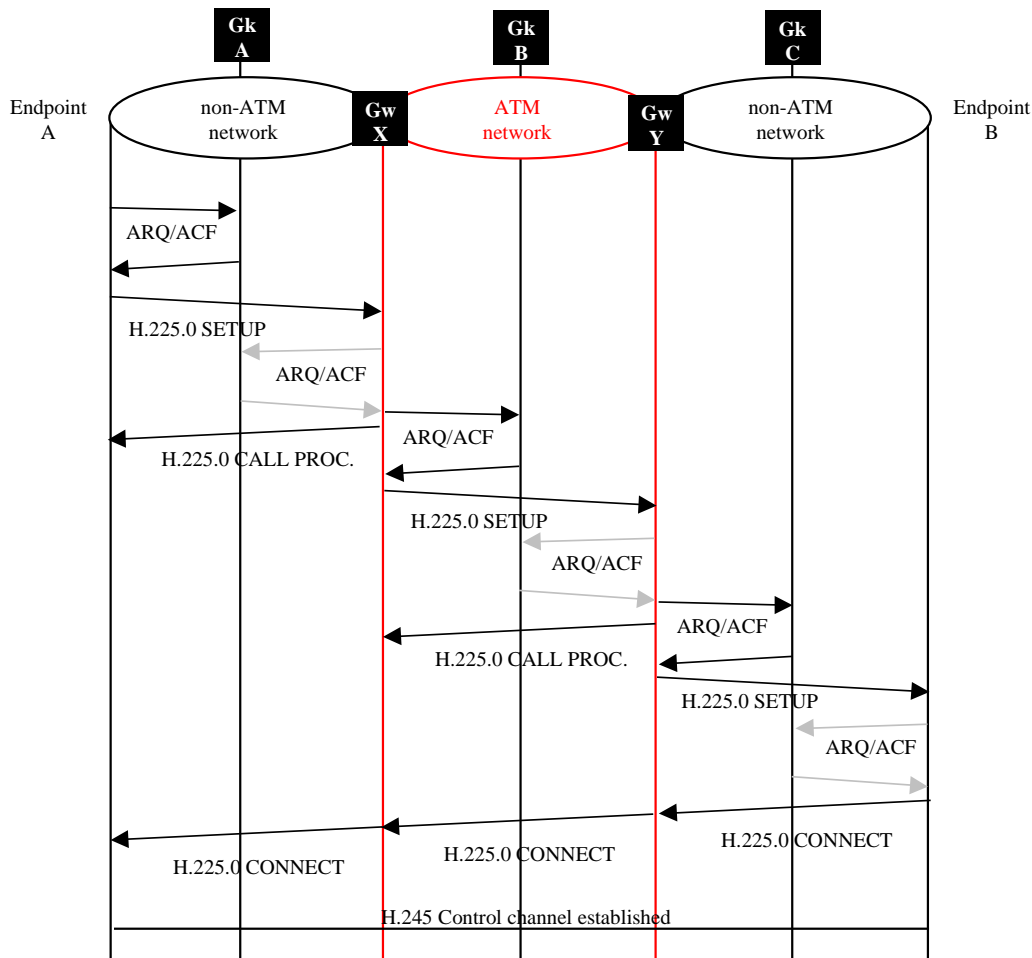 Gk
A
Gk
B
Gk
C
Endpoint
A
non-ATM
network
Gw
X
ATM
network
Gw
Y
non-ATM
network
Endpoint
B
ARQ/ACF
H.225.0 SETUP
ARQ/ACF
ARQ/ACF
H.225.0 CALL PROC.
H.225.0 SETUP
ARQ/ACF
ARQ/ACF
H.225.0 CALL PROC.
H.225.0 SETUP
ARQ/ACF
H.225.0 CONNECT
H.225.0 CONNECT
H.225.0 CONNECT
H.245 Control channel established